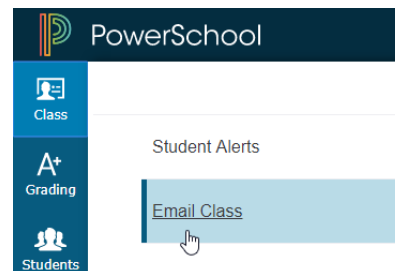 PowerSchool
Class
Student Alerts
A+
Grading
Email Class
Students